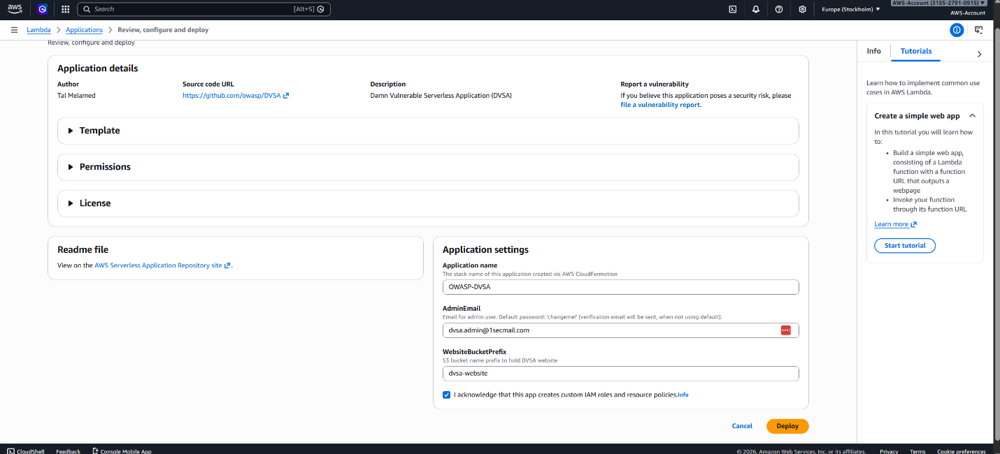 aws
Search [Alt+S]
Europe (Stockholm) ▼
AWS-Account (3155-2791-0915) ▼
AWS-Account
Lambda > Applications > Review, configure and deploy
Review, configure and deploy
Application details
Author
Tal Melamed
Source code URL
https://github.com/owasp/DVSA
Description
Damn Vulnerable Serverless Application (DVSA)
Report a vulnerability
If you believe this application poses a security risk, please
file a vulnerability report.
Template
Permissions
License
Readme file
View on the AWS Serverless Application Repository site .
Application settings
Application name
The stack name of this application created via AWS CloudFormation
OWASP-DVSA
AdminEmail
Email for admin user. Default password: 'changeme!' (verification email will be sent, when not using default).
dvsa.admin@1secmail.com
WebsiteBucketPrefix
S3 bucket name prefix to hold DVSA website
dvsa-website
I acknowledge that this app creates custom IAM roles and resource policies.Info
Cancel
Deploy
Info
Tutorials
Learn how to implement common use
cases in AWS Lambda.
Create a simple web app
In this tutorial you will learn how
to:
• Build a simple web app,
consisting of a Lambda
function with a function
URL that outputs a
webpage
• Invoke your function
through its function URL
Learn more
Start tutorial
CloudShell
Feedback
Console Mobile App
© 2026, Amazon Web Services, Inc. or its affiliates.
Privacy
Terms
Cookie preferences